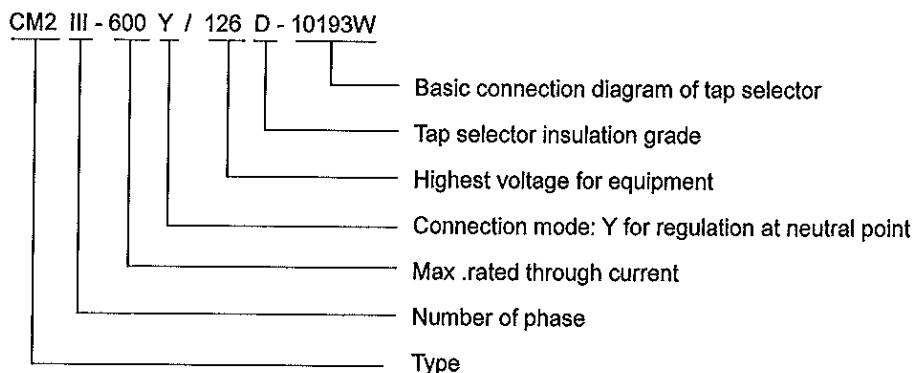 CM2 III - 600 Y / 126 D - 10193W
Basic connection diagram of tap selector
Tap selector insulation grade
Highest voltage for equipment
Connection mode: Y for regulation at neutral point
Max .rated through current
Number of phase
Type